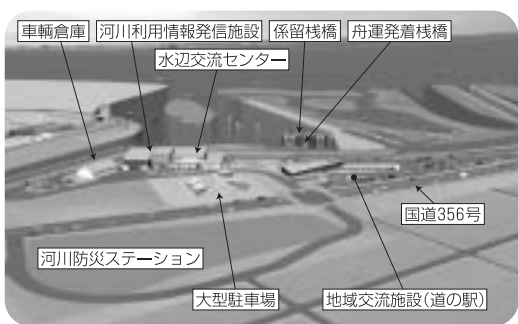 車輌倉庫
河川利用情報発信施設
係留桟橋
舟運発着桟橋
水辺交流センター
国道356号
河川防災ステーション
大型駐車場
地域交流施設(道の駅)